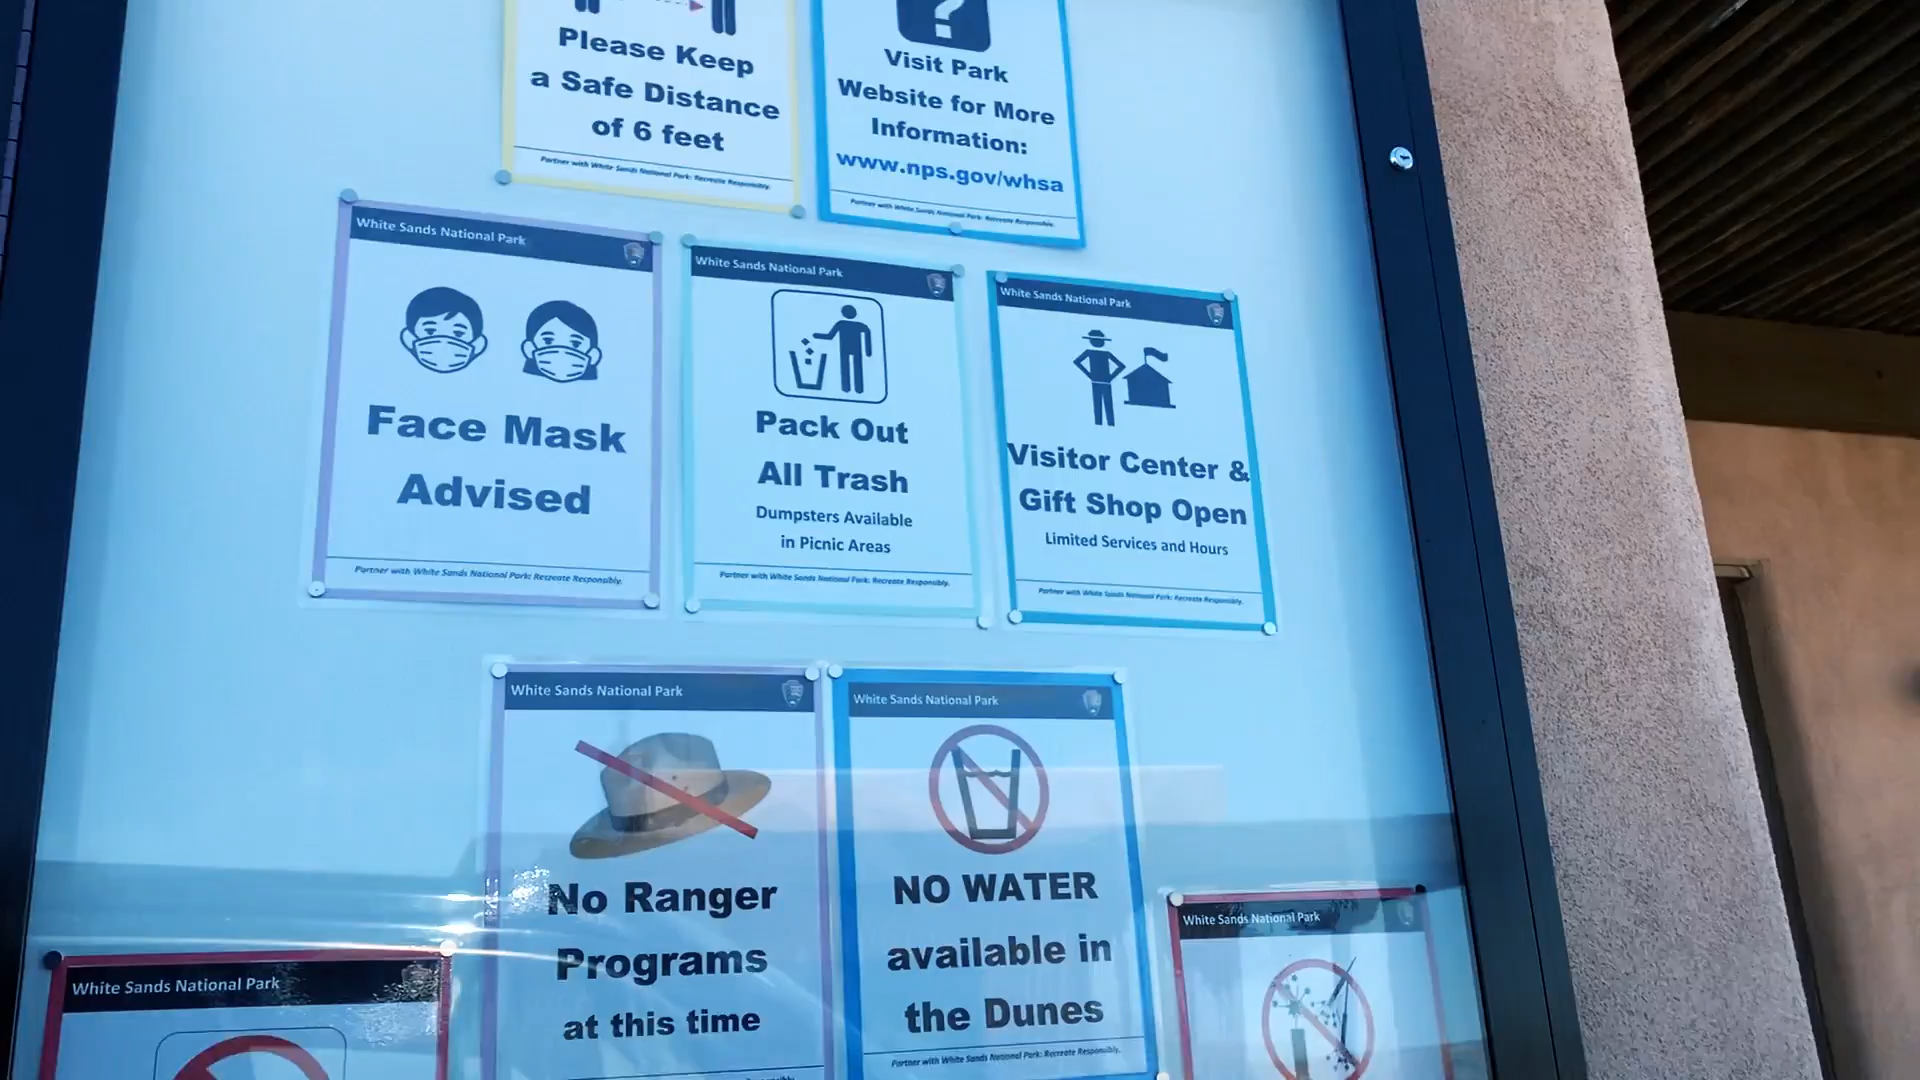 Please Keep
a Safe Distance
of 6 feet
Partner with White Sands National Park: Recreate Responsibly.
?
Visit Park
Website for More
Information:
www.nps.gov/whsa
Partner with White Sands National Park: Recreate Responsibly.
White Sands National Park
Face Mask
Advised
Partner with White Sands National Park: Recreate Responsibly.
White Sands National Park
Pack Out
All Trash
Dumpsters Available
in Picnic Areas
Partner with White Sands National Park: Recreate Responsibly.
White Sands National Park
Visitor Center &
Gift Shop Open
Limited Services and Hours
Partner with White Sands National Park: Recreate Responsibly.
White Sands National Park
No Ranger
Programs
at this time
White Sands National Park
NO WATER
available in
the Dunes
Partner with White Sands National Park: Recreate Responsibly.
White Sands National Park
White Sands National Park